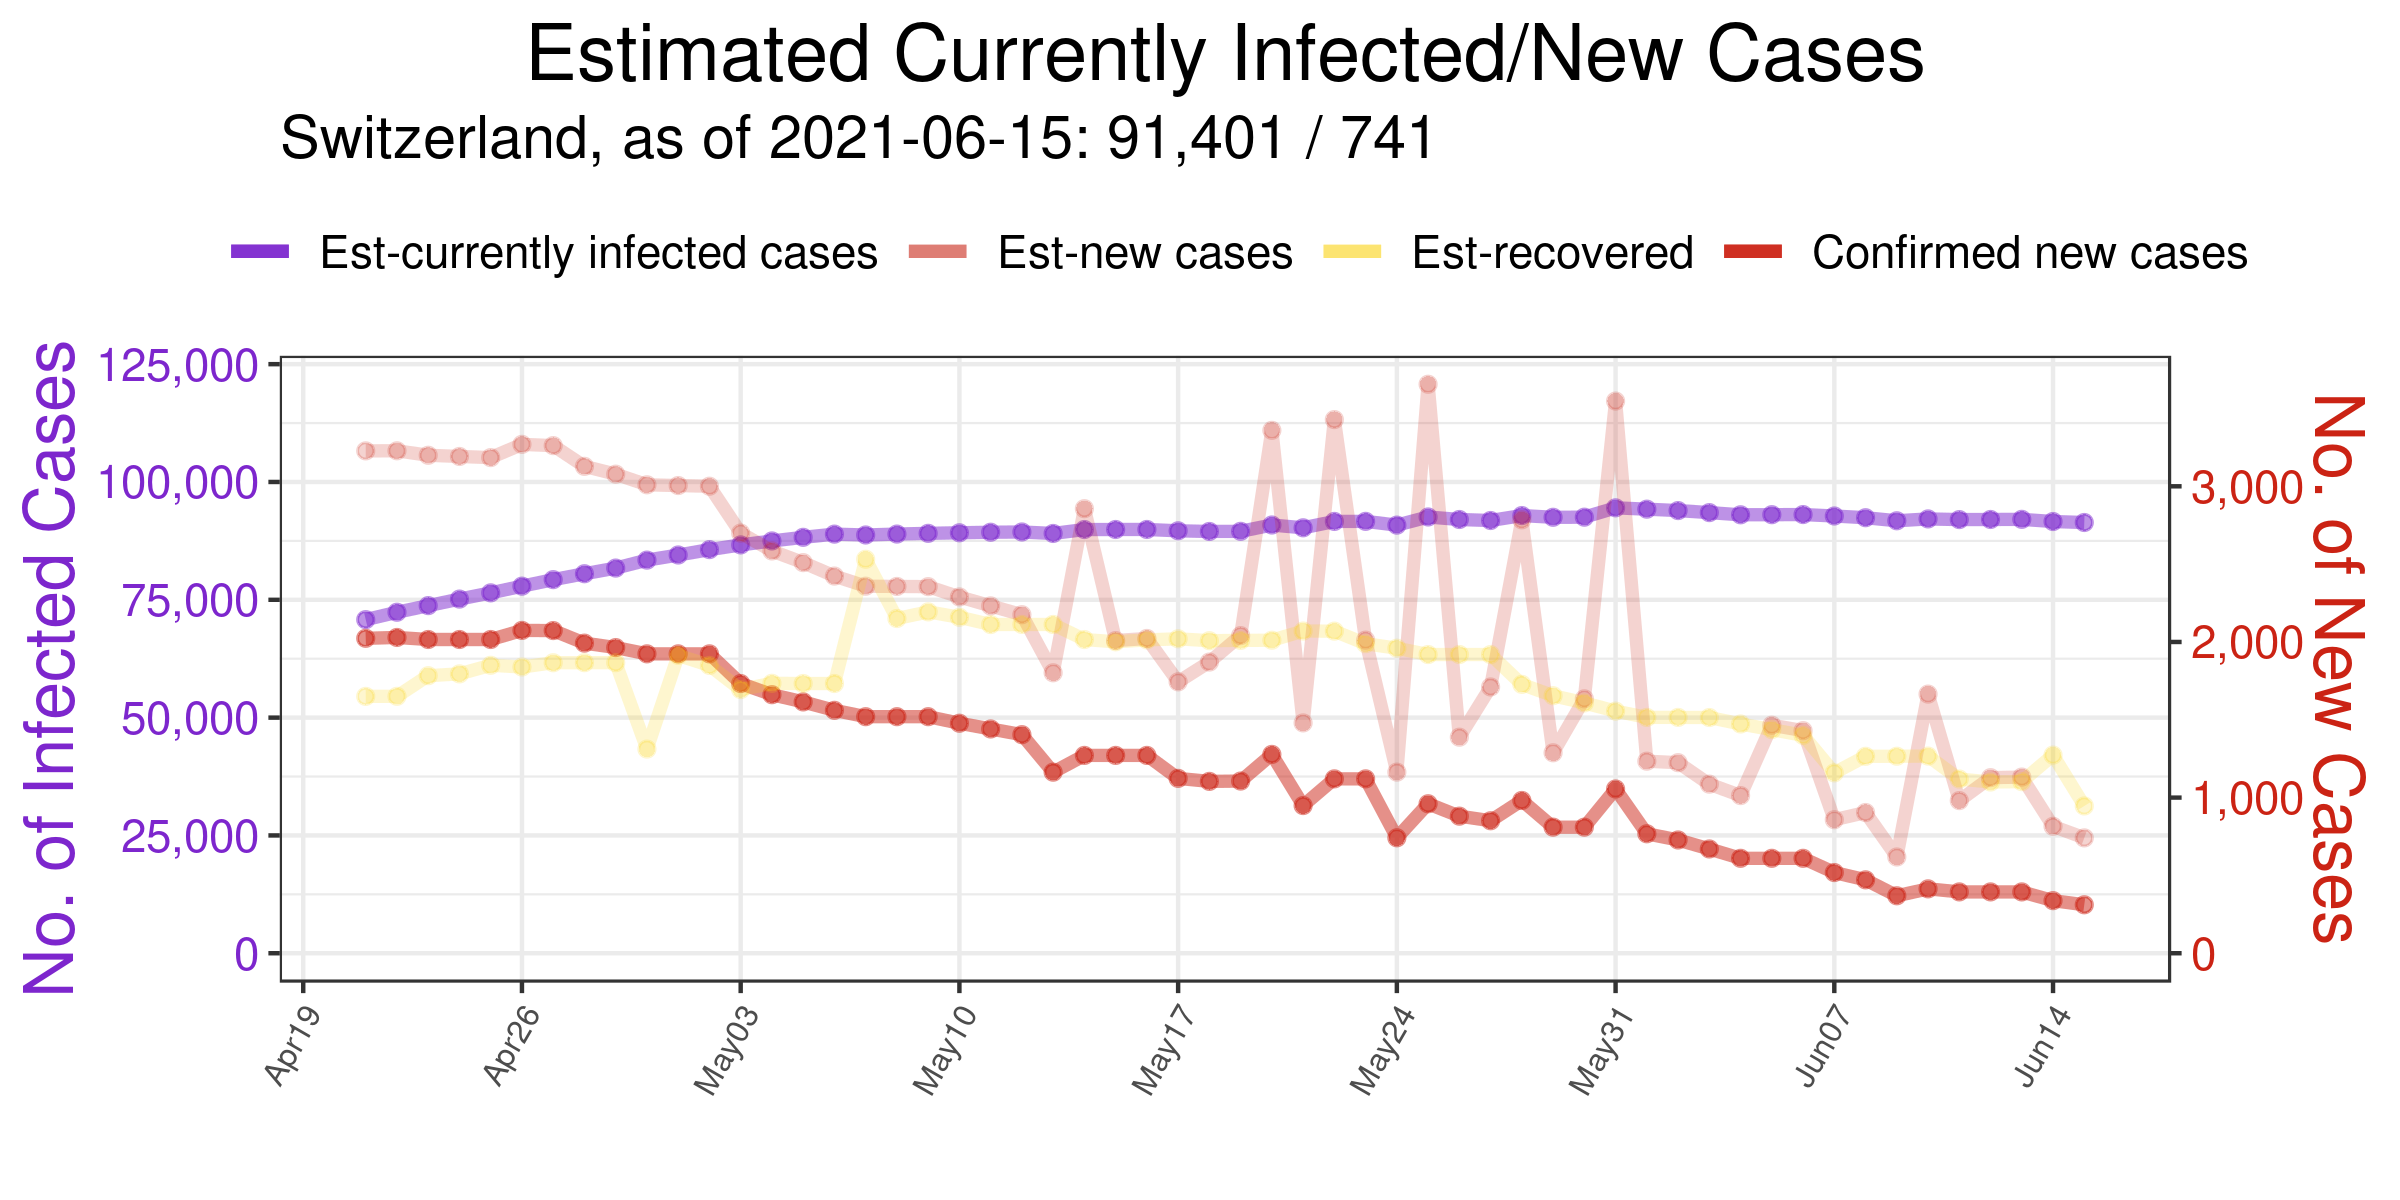 Estimated Currently Infected/New Cases
Switzerland, as of 2021-06-15: 91,401 / 741
Est-currently infected cases Est-new cases Est-recovered Confirmed new cases
No. of Infected Cases
125,000
100,000
75,000
50,000
25,000
0
3,000
2,000
1,000
0
No. of New Cases
Apr19 Apr26 May03 May10 May17 May24 May31 Jun07 Jun14